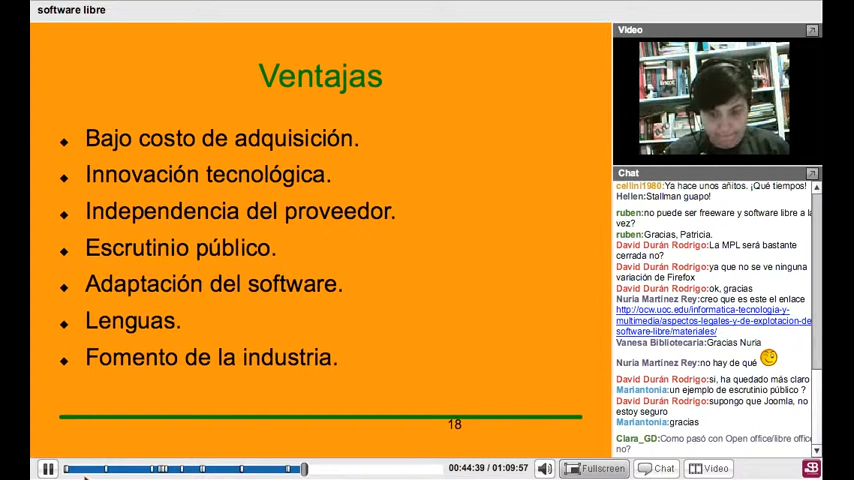 software libre
Ventajas
Bajo costo de adquisición.
Innovación tecnológica.
Independencia del proveedor.
Escrutinio público.
Adaptación del software.
Lenguas.
Fomento de la industria.
18
Video
Chat
cellini1980:Ya hace unos añitos. ¡Qué tiempos!
Hellen:Stallman guapo!
ruben:no puede ser freeware y software libre a la
vez?
ruben:Gracias, Patricia.
David Durán Rodrigo:La MPL será bastante
cerrada no?
David Durán Rodrigo:ya que no se ve ninguna
variación de Firefox
David Durán Rodrigo:ok, gracias
Nuria Martinez Rey:creo que es este el enlace
http://ocw.uoc.edu/informatica-tecnologia-y-
multimedia/aspectos-legales-y-de-explotacion-de
software-libre/materiales/
Vanesa Bibliotecaria:Gracias Nuria
Nuria Martinez Rey:no hay de qué
David Durán Rodrigo:si, ha quedado más claro
Mariantonia:un ejemplo de escrutinio público ?
David Durán Rodrigo:supongo que Joomla, no
estoy seguro
Mariantonia:gracias
Clara_GD:Como pasó con Open office/libre offic
no?
00:44:39 / 01:09:57
Fullscreen
Chat
Video